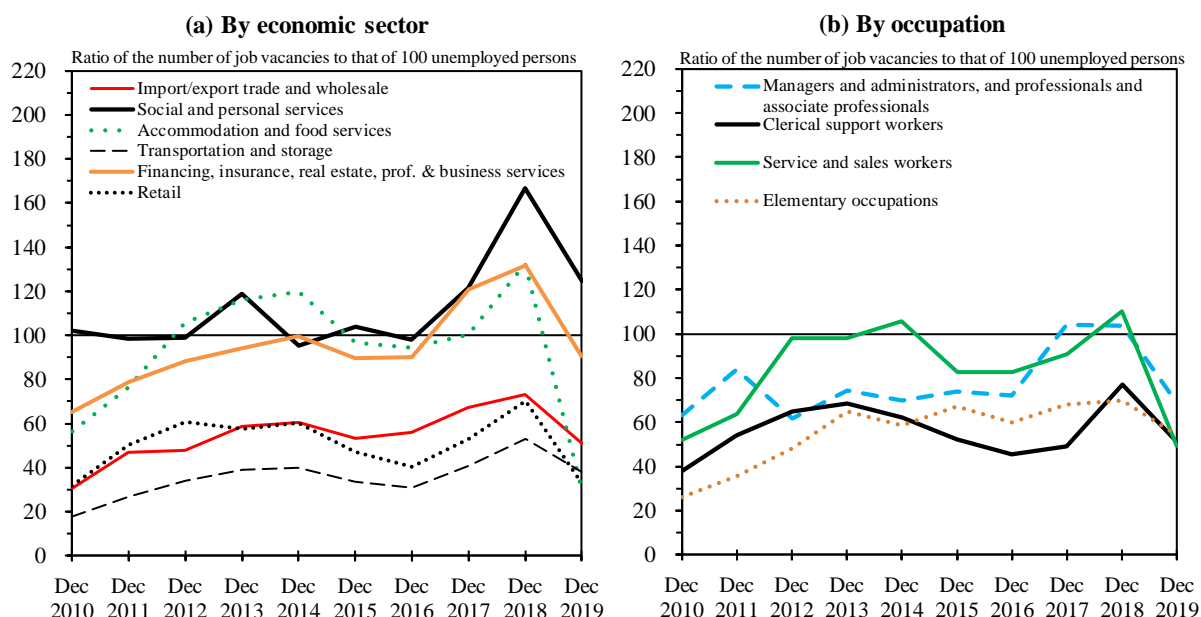 (a) By economic sector
Ratio of the number of job vacancies to that of 100 unemployed persons
220
200
180
160
140
120
100
80
60
40
20
0
Import/export trade and wholesale
Social and personal services
Accommodation and food services
Transportation and storage
Financing, insurance, real estate, prof. & business services
Retail
Dec Dec Dec Dec Dec Dec Dec Dec Dec Dec
2010 2011 2012 2013 2014 2015 2016 2017 2018 2019
(b) By occupation
Ratio of the number of job vacancies to that of 100 unemployed persons
220
200
180
160
140
120
100
80
60
40
20
0
Managers and administrators, and professionals and
associate professionals
Clerical support workers
Service and sales workers
Elementary occupations
Dec Dec Dec Dec Dec Dec Dec Dec Dec Dec
2010 2011 2012 2013 2014 2015 2016 2017 2018 2019